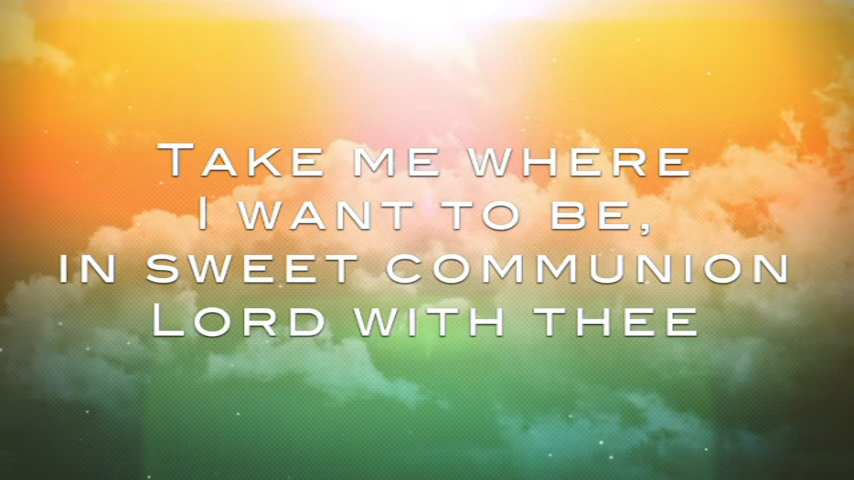 Take me where
I want to be,
in sweet communion
Lord with thee